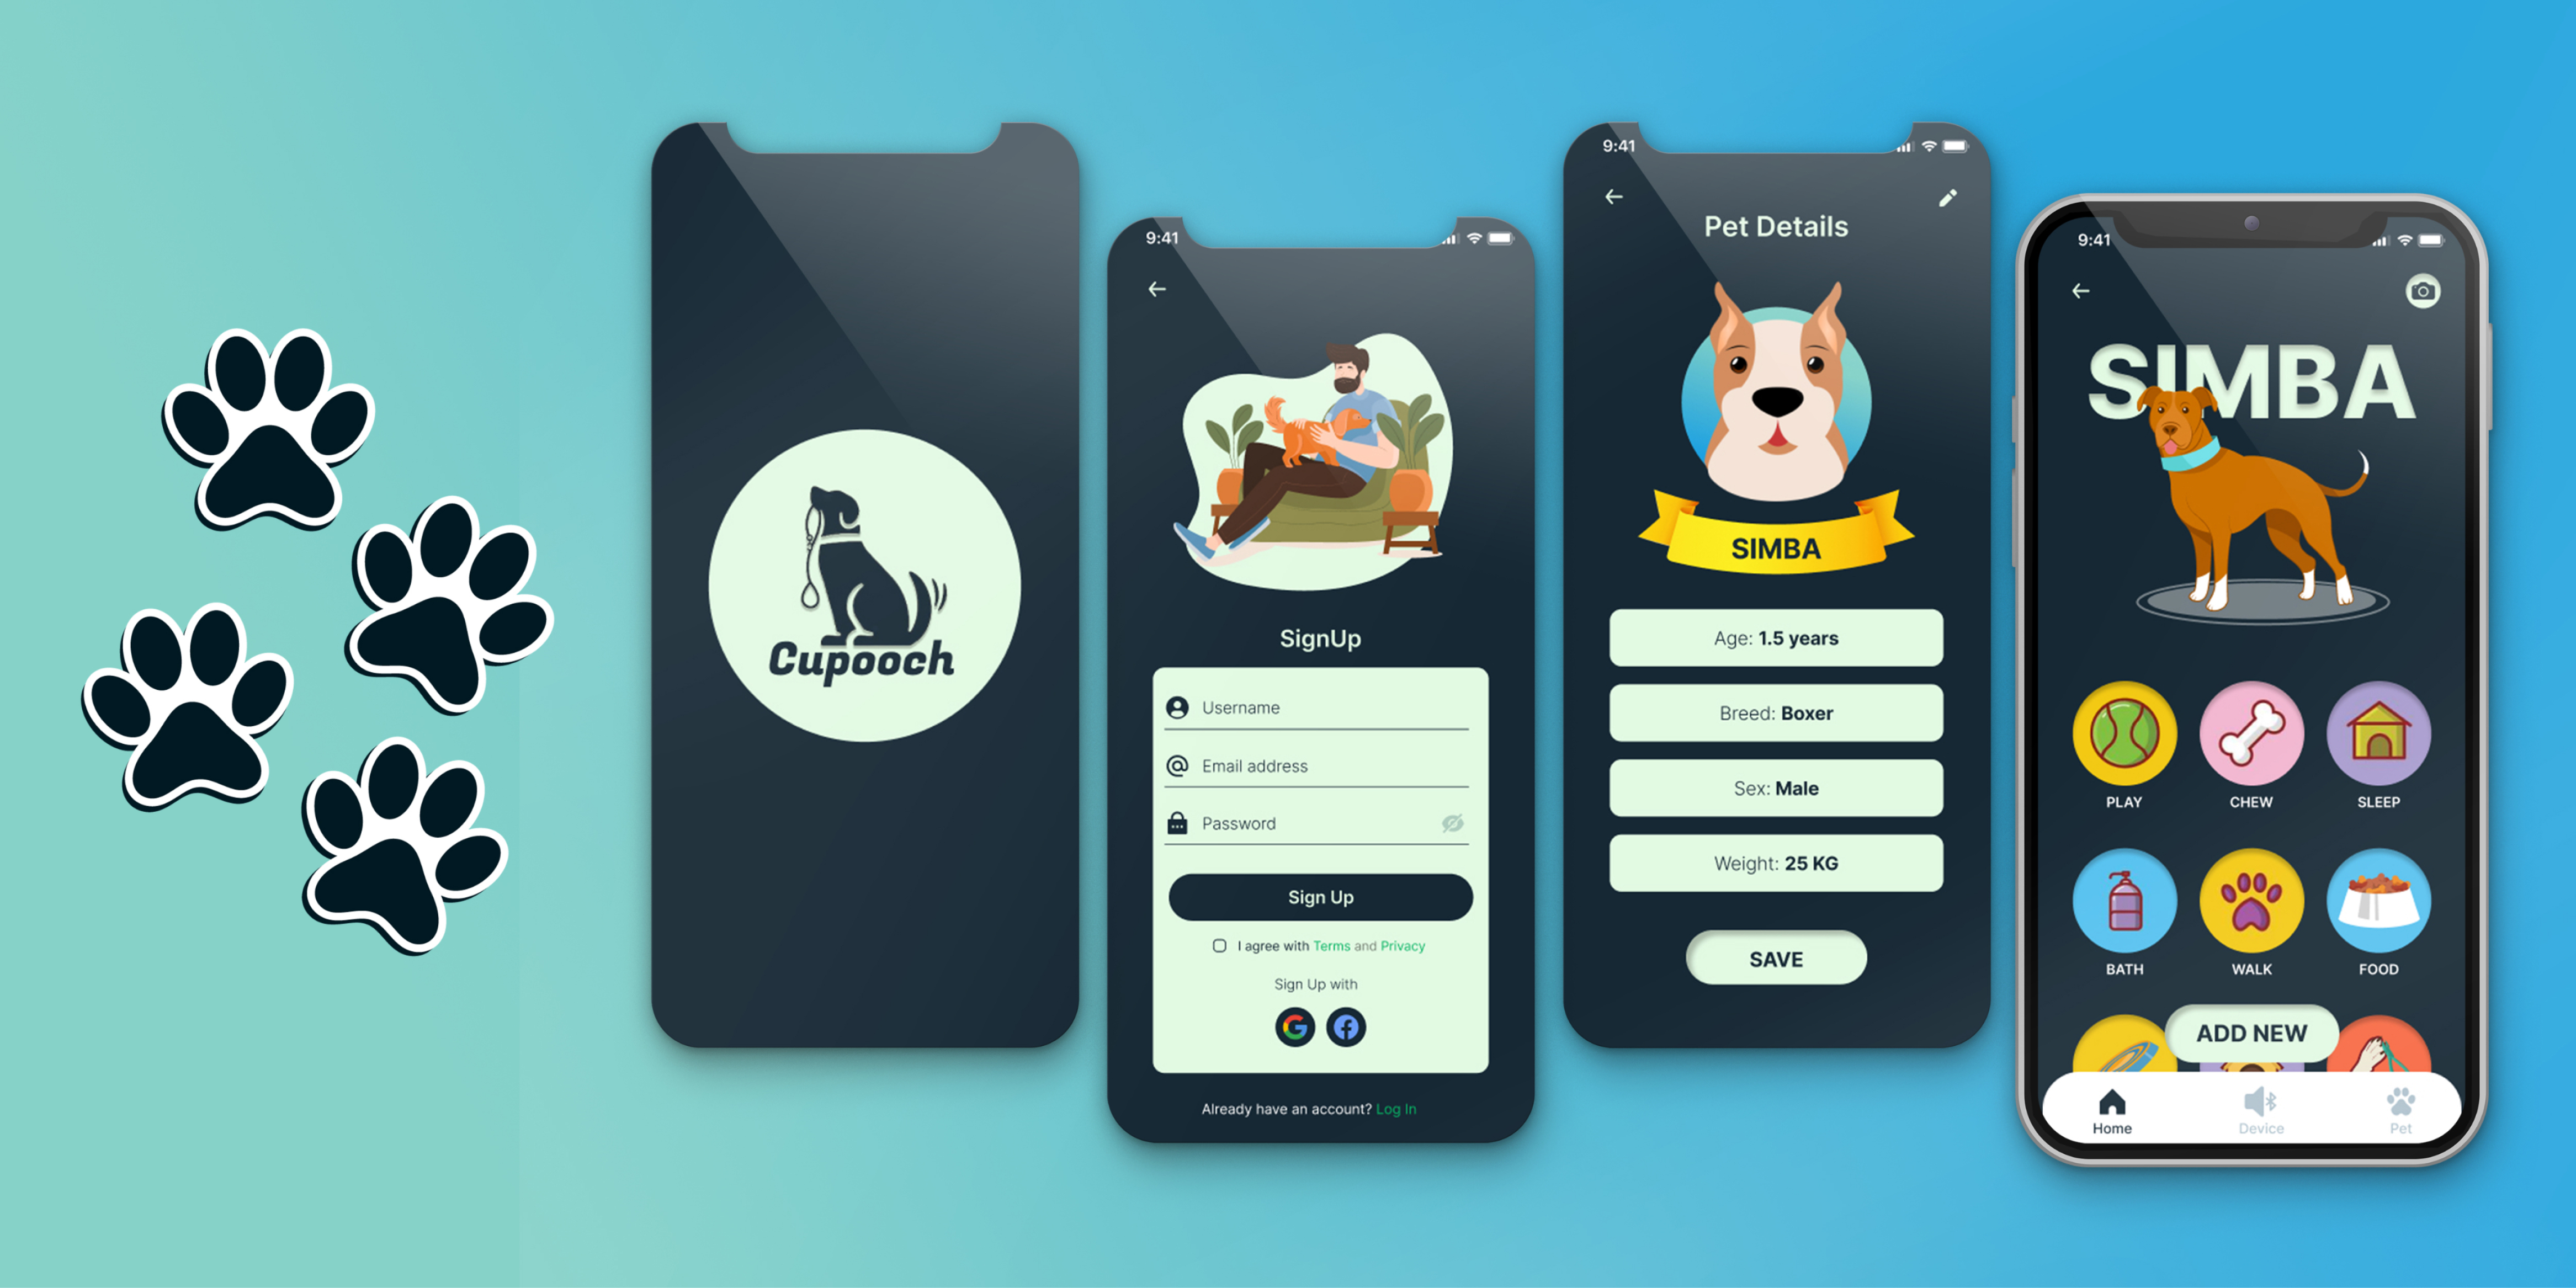 Cupooch
9:41
SignUp
Username
Email address
Password
Sign Up
I agree with Terms and Privacy
Sign Up with
Already have an account? Log In
9:41
Pet Details
SIMBA
Age: 1.5 years
Breed: Boxer
Sex: Male
Weight: 25 KG
SAVE
9:41
SIMBA
PLAY CHEW SLEEP
BATH WALK FOOD
ADD NEW
Home Device Pet